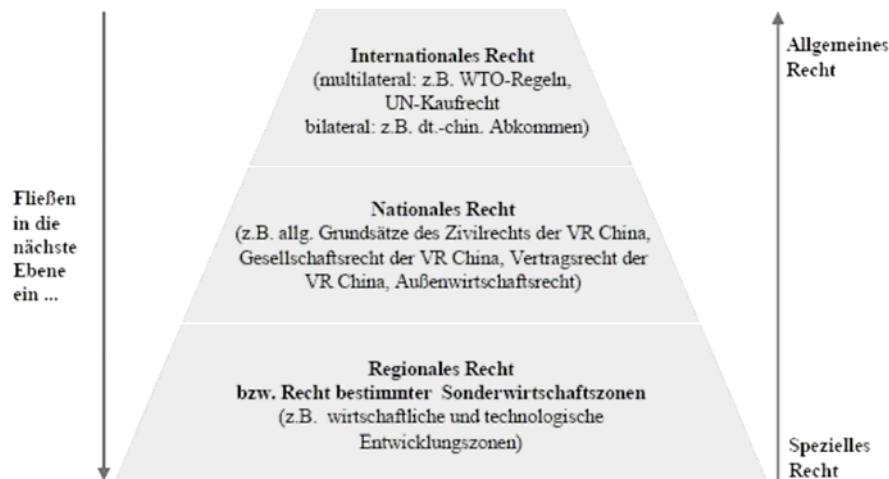 Internationales Recht
(multilateral: z.B. WTO-Regeln,
UN-Kaufrecht
bilateral: z.B. dt.-chin. Abkommen)
Allgemeines
Recht
Fließen
in die
nächste
Ebene
ein ...
Nationales Recht
(z.B. allg. Grundsätze des Zivilrechts der VR China,
Gesellschaftsrecht der VR China, Vertragsrecht der
VR China, Außenwirtschaftsrecht)
Regionales Recht
bzw. Recht bestimmter Sonderwirtschaftszonen
(z.B. wirtschaftliche und technologische
Entwicklungszonen)
Spezielles
Recht